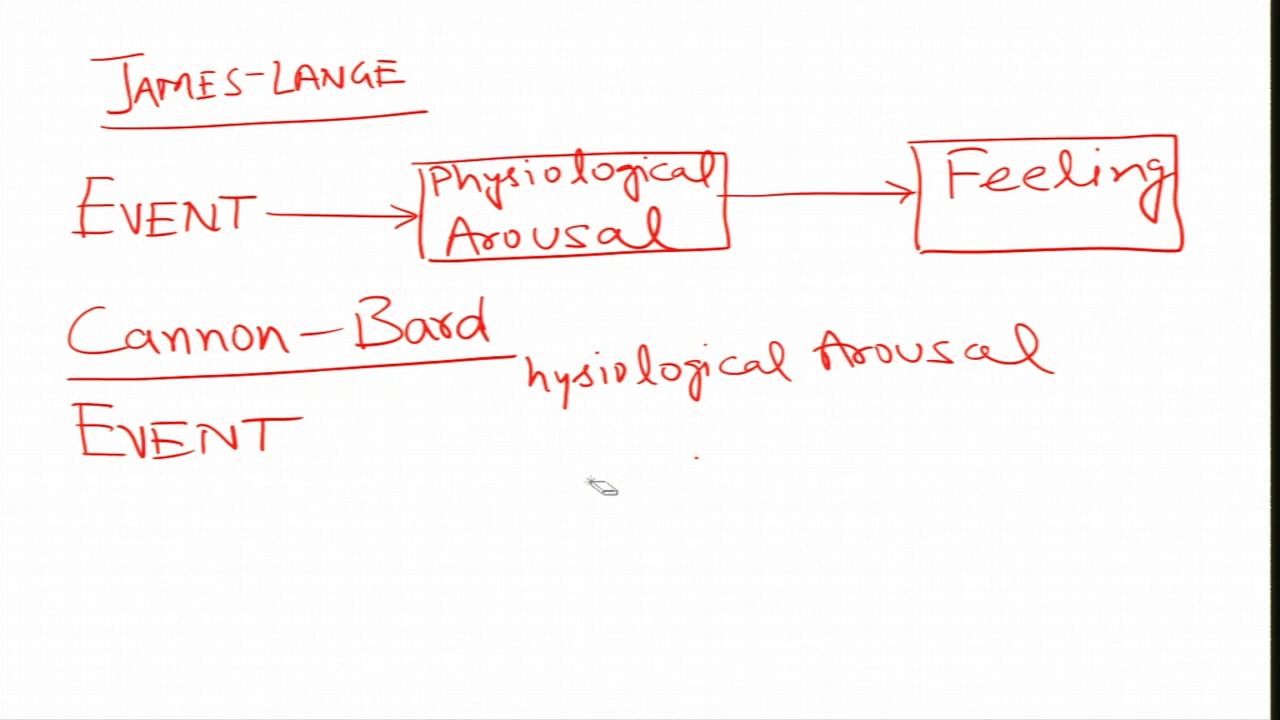 JAMES-LANGE
EVENT
Physiological
Arousal
Feeling
Cannon-Bard
hysiological Arousal
EVENT